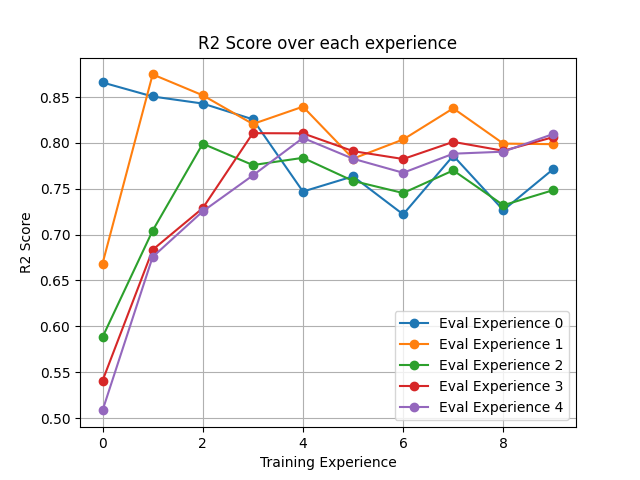 R2 Score over each experience
R2 Score
0.85
0.80
0.75
0.70
0.65
0.60
0.55
0.50
0
2
4
6
8
Training Experience
Eval Experience 0
Eval Experience 1
Eval Experience 2
Eval Experience 3
Eval Experience 4